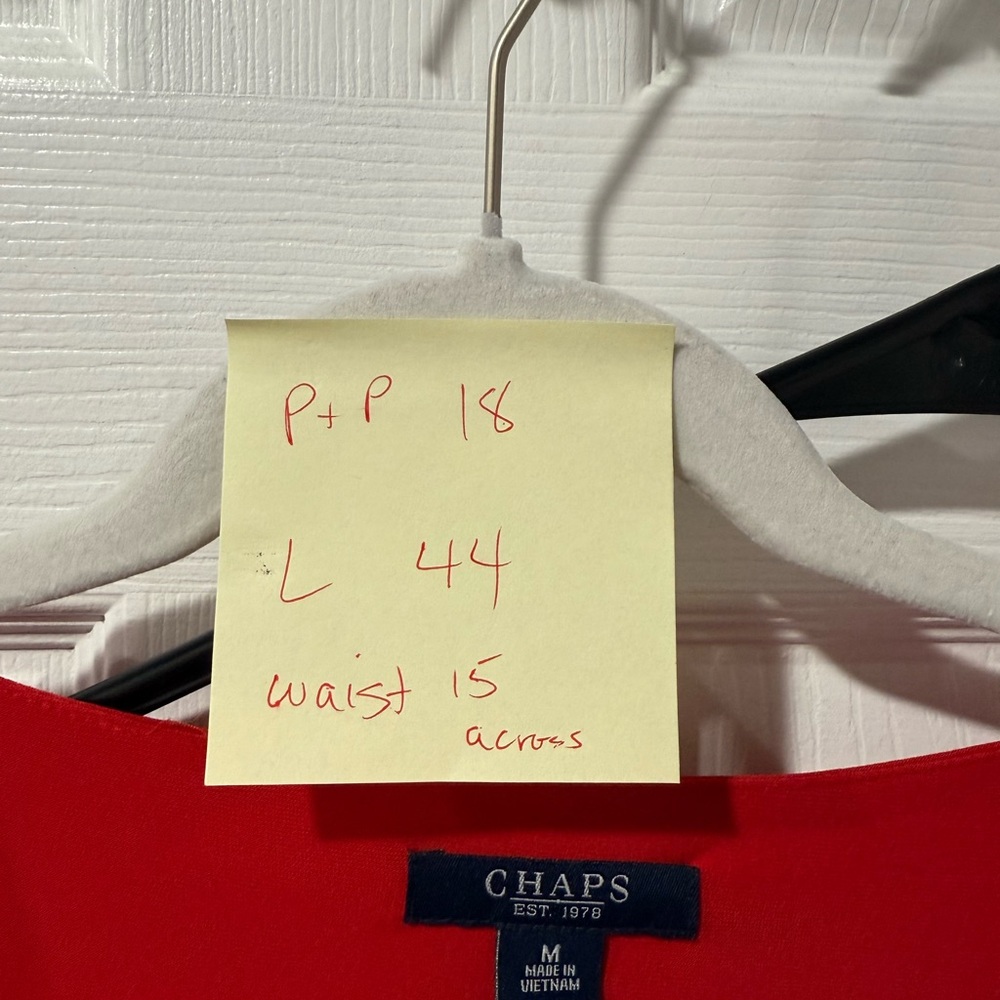 P+P 18
L 44
waist 15
across
CHAPS
EST. 1978
M
MADE IN
VIETNAM